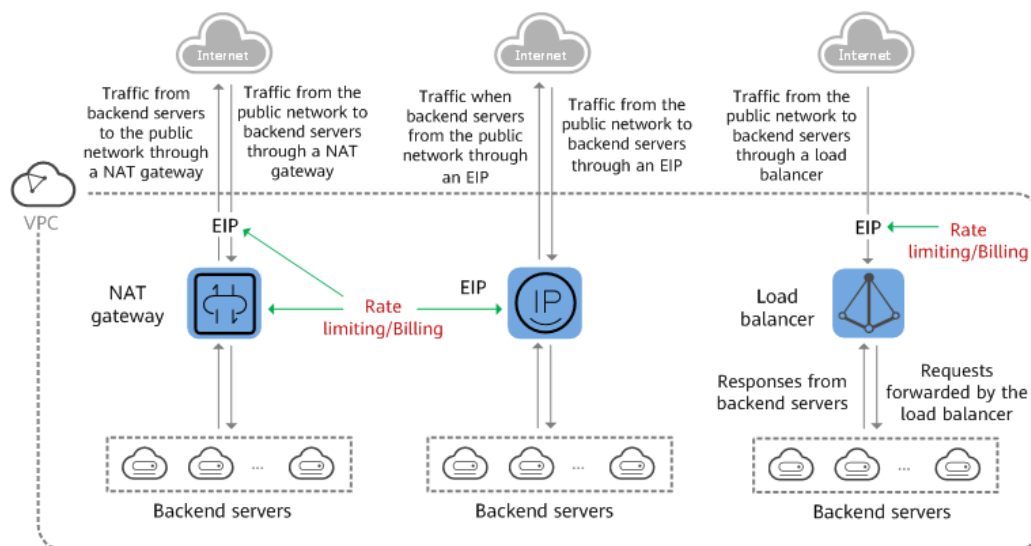 Internet
Internet
Internet
Traffic from
backend servers
to the public
network through
a NAT gateway
Traffic from the
public network to
backend servers
through a NAT
gateway
Traffic when
backend servers
from the public
network through
an EIP
Traffic from the
public network to
backend servers
through an EIP
Traffic from the
public network to
backend servers
through a load
balancer
VPC
EIP
EIP
Rate
limiting/Billing
NAT
gateway
Rate
limiting/Billing
EIP
IP
Load
balancer
Responses from
backend servers
Requests
forwarded by the
load balancer
...
...
...
Backend servers
Backend servers
Backend servers